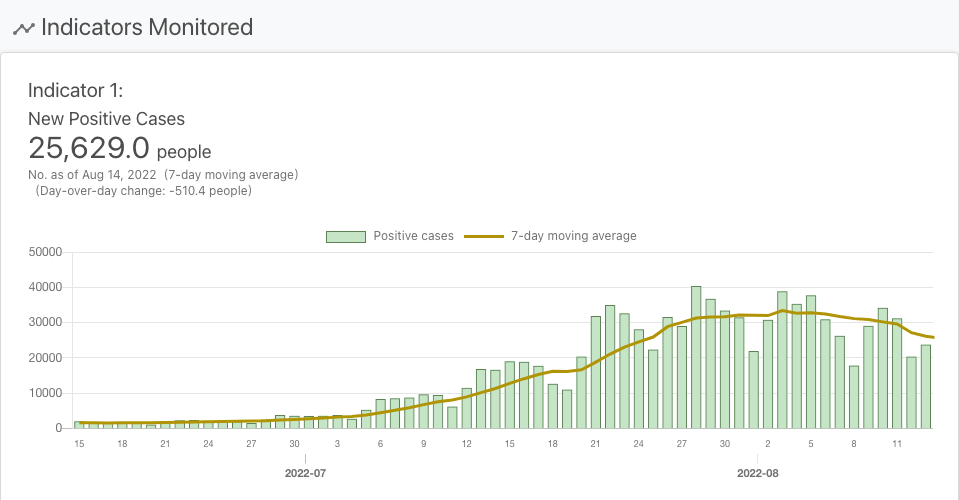 Indicators Monitored
Indicator 1:
New Positive Cases
25,629.0 people
No. as of Aug 14, 2022 (7-day moving average)
(Day-over-day change: -510.4 people)
Positive cases 7-day moving average
50000
40000
30000
20000
10000
0
15 18 21 24 27 30 3 6 9 12 15 18 21 24 27 30 2 5 8 11
2022-07 2022-08